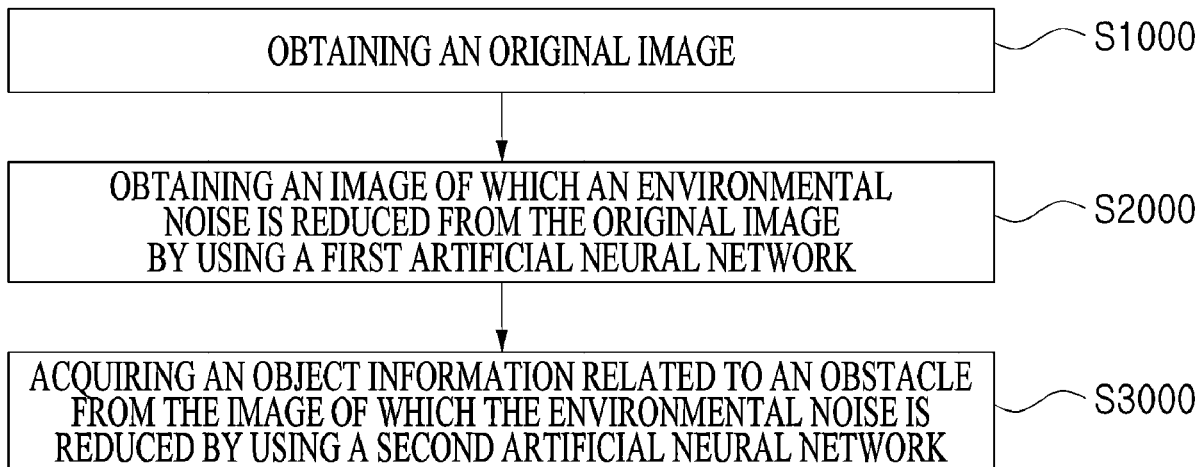 OBTAINING AN ORIGINAL IMAGE
S1000
OBTAINING AN IMAGE OF WHICH AN ENVIRONMENTAL
NOISE IS REDUCED FROM THE ORIGINAL IMAGE
BY USING A FIRST ARTIFICIAL NEURAL NETWORK
S2000
ACQUIRING AN OBJECT INFORMATION RELATED TO AN OBSTACLE
FROM THE IMAGE OF WHICH THE ENVIRONMENTAL NOISE IS
REDUCED BY USING A SECOND ARTIFICIAL NEURAL NETWORK
S3000